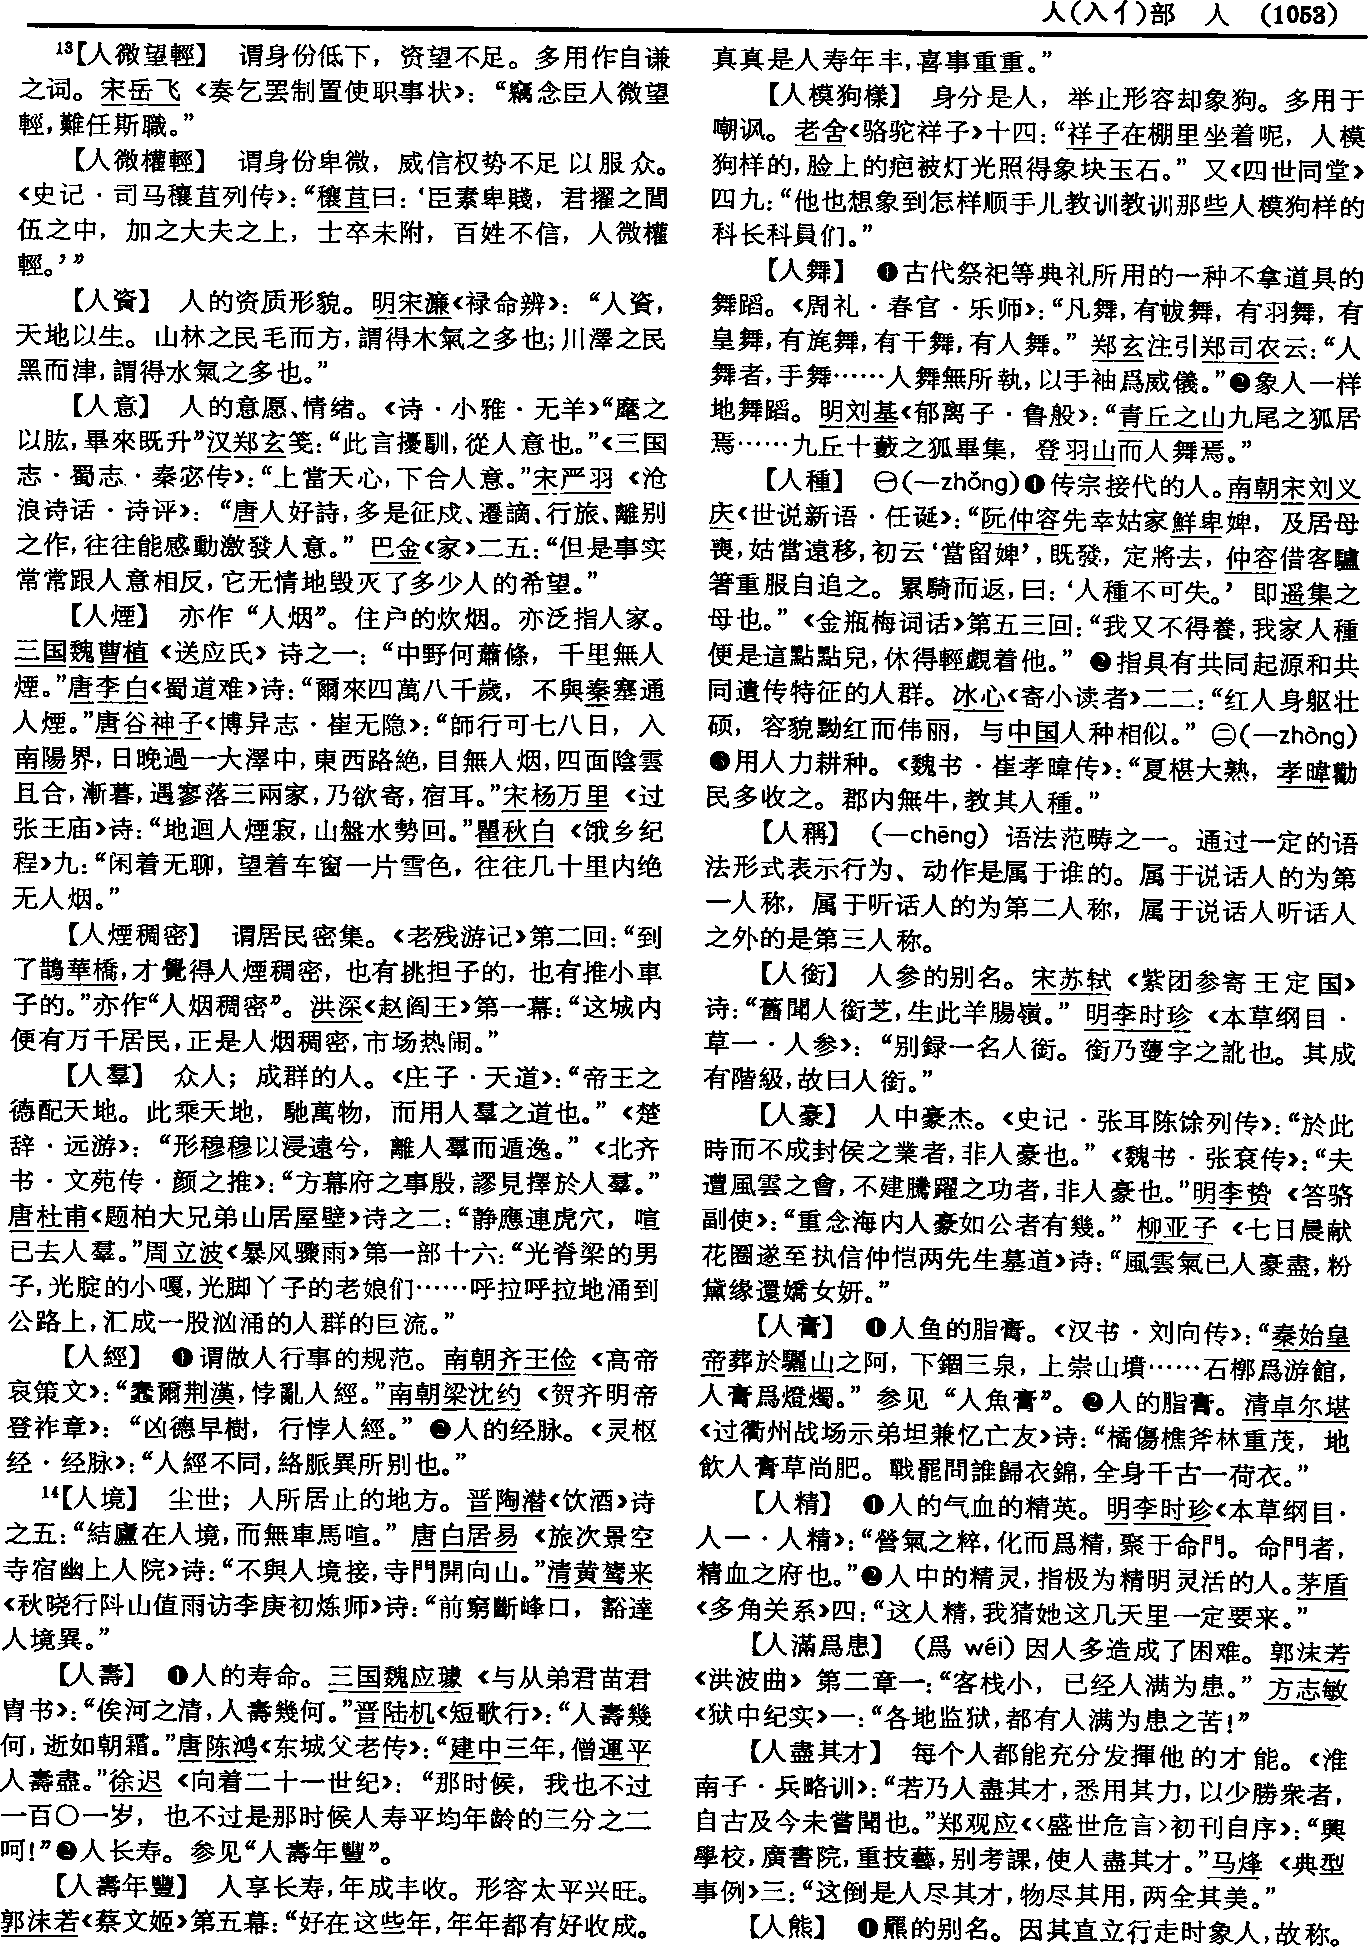 人(入亻)部　人　(1053)
¹³【人微望輕】　谓身份低下，资望不足。多用作自谦
之词。宋岳飞《奏乞罢制置使职事状》：“竊念臣人微望
輕，難任斯職。”
【人微權輕】　谓身份卑微，威信权势不足以服众。
《史记·司马穰苴列传》：“穰苴曰：‘臣素卑賤，君擢之閭
伍之中，加之大夫之上，士卒未附，百姓不信，人微權
輕。’”
【人資】　人的资质形貌。明宋濂《禄命辨》：“人資，
天地以生。山林之民毛而方，謂得木氣之多也；川澤之民
黑而津，謂得水氣之多也。”
【人意】　人的意愿、情绪。《诗·小雅·无羊》“麾之
以肱，畢來既升”汉郑玄笺：“此言擾馴，從人意也。”《三国
志·蜀志·秦宓传》：“上當天心，下合人意。”宋严羽《沧
浪诗话·诗评》：“唐人好詩，多是征戍、遷謫、行旅、離别
之作，往往能感動激發人意。”巴金《家》二五：“但是事实
常常跟人意相反，它无情地毁灭了多少人的希望。”
【人煙】　亦作“人烟”。住户的炊烟。亦泛指人家。
三国魏曹植《送应氏》诗之一：“中野何蕭條，千里無人
煙。”唐李白《蜀道难》诗：“爾來四萬八千歲，不與秦塞通
人煙。”唐谷神子《博异志·崔无隐》：“師行可七八日，入
南陽界，日晚過一大澤中，東西路絶，目無人烟，四面陰雲
且合，漸暮，遇寥落三兩家，乃欲寄，宿耳。”宋杨万里《过
张王庙》诗：“地迴人煙寂，山盤水勢回。”瞿秋白《饿乡纪
程》九：“闲着无聊，望着车窗一片雪色，往往几十里内绝
无人烟。”
【人煙稠密】　谓居民密集。《老残游记》第二回：“到
了鵲華橋，才覺得人煙稠密，也有挑担子的，也有推小車
子的。”亦作“人烟稠密”。洪深《赵阎王》第一幕：“这城内
便有万千居民，正是人烟稠密，市场热闹。”
【人羣】　众人；成群的人。《庄子·天道》：“帝王之
德配天地。此乘天地，馳萬物，而用人羣之道也。”《楚
辞·远游》：“形穆穆以浸遠兮，離人羣而遁逸。”《北齐
书·文苑传·颜之推》：“方幕府之事殷，謬見擇於人羣。”
唐杜甫《题柏大兄弟山居屋壁》诗之二：“静應連虎穴，喧
已去人羣。”周立波《暴风骤雨》第一部十六：“光脊梁的男
子，光腚的小嘎，光脚丫子的老娘们……呼拉呼拉地涌到
公路上，汇成一股汹涌的人群的巨流。”
【人經】　❶谓做人行事的规范。南朝齐王俭《高帝
哀策文》：“蠢爾荆漢，悖亂人經。”南朝梁沈约《贺齐明帝
登祚章》：“凶德早樹，行悖人經。”❷人的经脉。《灵枢
经·经脉》：“人經不同，絡脈異所别也。”
¹⁴【人境】　尘世；人所居止的地方。晋陶潜《饮酒》诗
之五：“結廬在人境，而無車馬喧。”唐白居易《旅次景空
寺宿幽上人院》诗：“不與人境接，寺門開向山。”清黄鷟来
《秋晓行阧山值雨访李庚初炼师》诗：“前窮斷峰口，豁達
人境異。”
【人壽】　❶人的寿命。三国魏应璩《与从弟君苗君
胄书》：“俟河之清，人壽幾何。”晋陆机《短歌行》：“人壽幾
何，逝如朝霜。”唐陈鸿《东城父老传》：“建中三年，僧運平
人壽盡。”徐迟《向着二十一世纪》：“那时候，我也不过
一百〇一岁，也不过是那时候人寿平均年龄的三分之二
呵！”❷人长寿。参见“人壽年豐”。
【人壽年豐】　人享长寿，年成丰收。形容太平兴旺。
郭沫若《蔡文姬》第五幕：“好在这些年，年年都有好收成。
真真是人寿年丰，喜事重重。”
【人模狗樣】　身分是人，举止形容却象狗。多用于
嘲讽。老舍《骆驼祥子》十四：“祥子在棚里坐着呢，人模
狗样的，脸上的疤被灯光照得象块玉石。”又《四世同堂》
四九：“他也想象到怎样顺手儿教训教训那些人模狗样的
科长科員们。”
【人舞】　❶古代祭祀等典礼所用的一种不拿道具的
舞蹈。《周礼·春官·乐师》：“凡舞，有帗舞，有羽舞，有
皇舞，有旄舞，有干舞，有人舞。”郑玄注引郑司农云：“人
舞者，手舞……人舞無所執，以手袖爲威儀。”❷象人一样
地舞蹈。明刘基《郁离子·鲁般》：“青丘之山九尾之狐居
焉……九丘十藪之狐畢集，登羽山而人舞焉。”
【人種】　㊀(—zhǒng)❶传宗接代的人。南朝宋刘义
庆《世说新语·任诞》：“阮仲容先幸姑家鮮卑婢，及居母
喪，姑當遠移，初云‘當留婢’，既發，定將去，仲容借客驢
箸重服自追之。累騎而返，曰：‘人種不可失。’即遥集之
母也。”《金瓶梅词话》第五三回：“我又不得養，我家人種
便是這點點兒，休得輕覷着他。”❷指具有共同起源和共
同遺传特征的人群。冰心《寄小读者》二二：“红人身躯壮
硕，容貌黝红而伟丽，与中国人种相似。”㊁(—zhòng)
❸用人力耕种。《魏书·崔孝暐传》：“夏椹大熟，孝暐勸
民多收之。郡内無牛，教其人種。”
【人稱】　(—chēng)语法范畴之一。通过一定的语
法形式表示行为、动作是属于谁的。属于说话人的为第
一人称，属于听话人的为第二人称，属于说话人听话人
之外的是第三人称。
【人銜】　人参的别名。宋苏轼《紫团参寄王定国》
诗：“舊聞人銜芝，生此羊腸嶺。”明李时珍《本草纲目·
草一·人参》：“别録一名人銜。銜乃薓字之訛也。其成
有階級，故曰人銜。”
【人豪】　人中豪杰。《史记·张耳陈馀列传》：“於此
時而不成封侯之業者，非人豪也。”《魏书·张衮传》：“夫
遭風雲之會，不建騰躍之功者，非人豪也。”明李贽《答骆
副使》：“重念海内人豪如公者有幾。”柳亚子《七日晨献
花圈遂至执信仲恺两先生墓道》诗：“風雲氣已人豪盡，粉
黛缘還嬌女妍。”
【人膏】　❶人鱼的脂膏。《汉书·刘向传》：“秦始皇
帝葬於驪山之阿，下錮三泉，上崇山墳……石槨爲游館，
人膏爲燈燭。”参见“人魚膏”。❷人的脂膏。清卓尔堪
《过衢州战场示弟坦兼忆亡友》诗：“橘傷樵斧林重茂，地
飲人膏草尚肥。戰罷問誰歸衣錦，全身千古一荷衣。”
【人精】　❶人的气血的精英。明李时珍《本草纲目·
人一·人精》：“營氣之粹，化而爲精，聚于命門。命門者，
精血之府也。”❷人中的精灵，指极为精明灵活的人。茅盾
《多角关系》四：“这人精，我猜她这几天里一定要来。”
【人滿爲患】　(爲 wéi)因人多造成了困难。郭沫若
《洪波曲》第二章一：“客栈小，已经人满为患。”方志敏
《狱中纪实》一：“各地监狱，都有人满为患之苦！”
【人盡其才】　每个人都能充分发挥他的才能。《淮
南子·兵略训》：“若乃人盡其才，悉用其力，以少勝衆者，
自古及今未嘗聞也。”郑观应《〈盛世危言〉初刊自序》：“興
學校，廣書院，重技藝，别考課，使人盡其才。”马烽《典型
事例》三：“这倒是人尽其才，物尽其用，两全其美。”
【人熊】　❶羆的别名。因其直立行走时象人，故称。